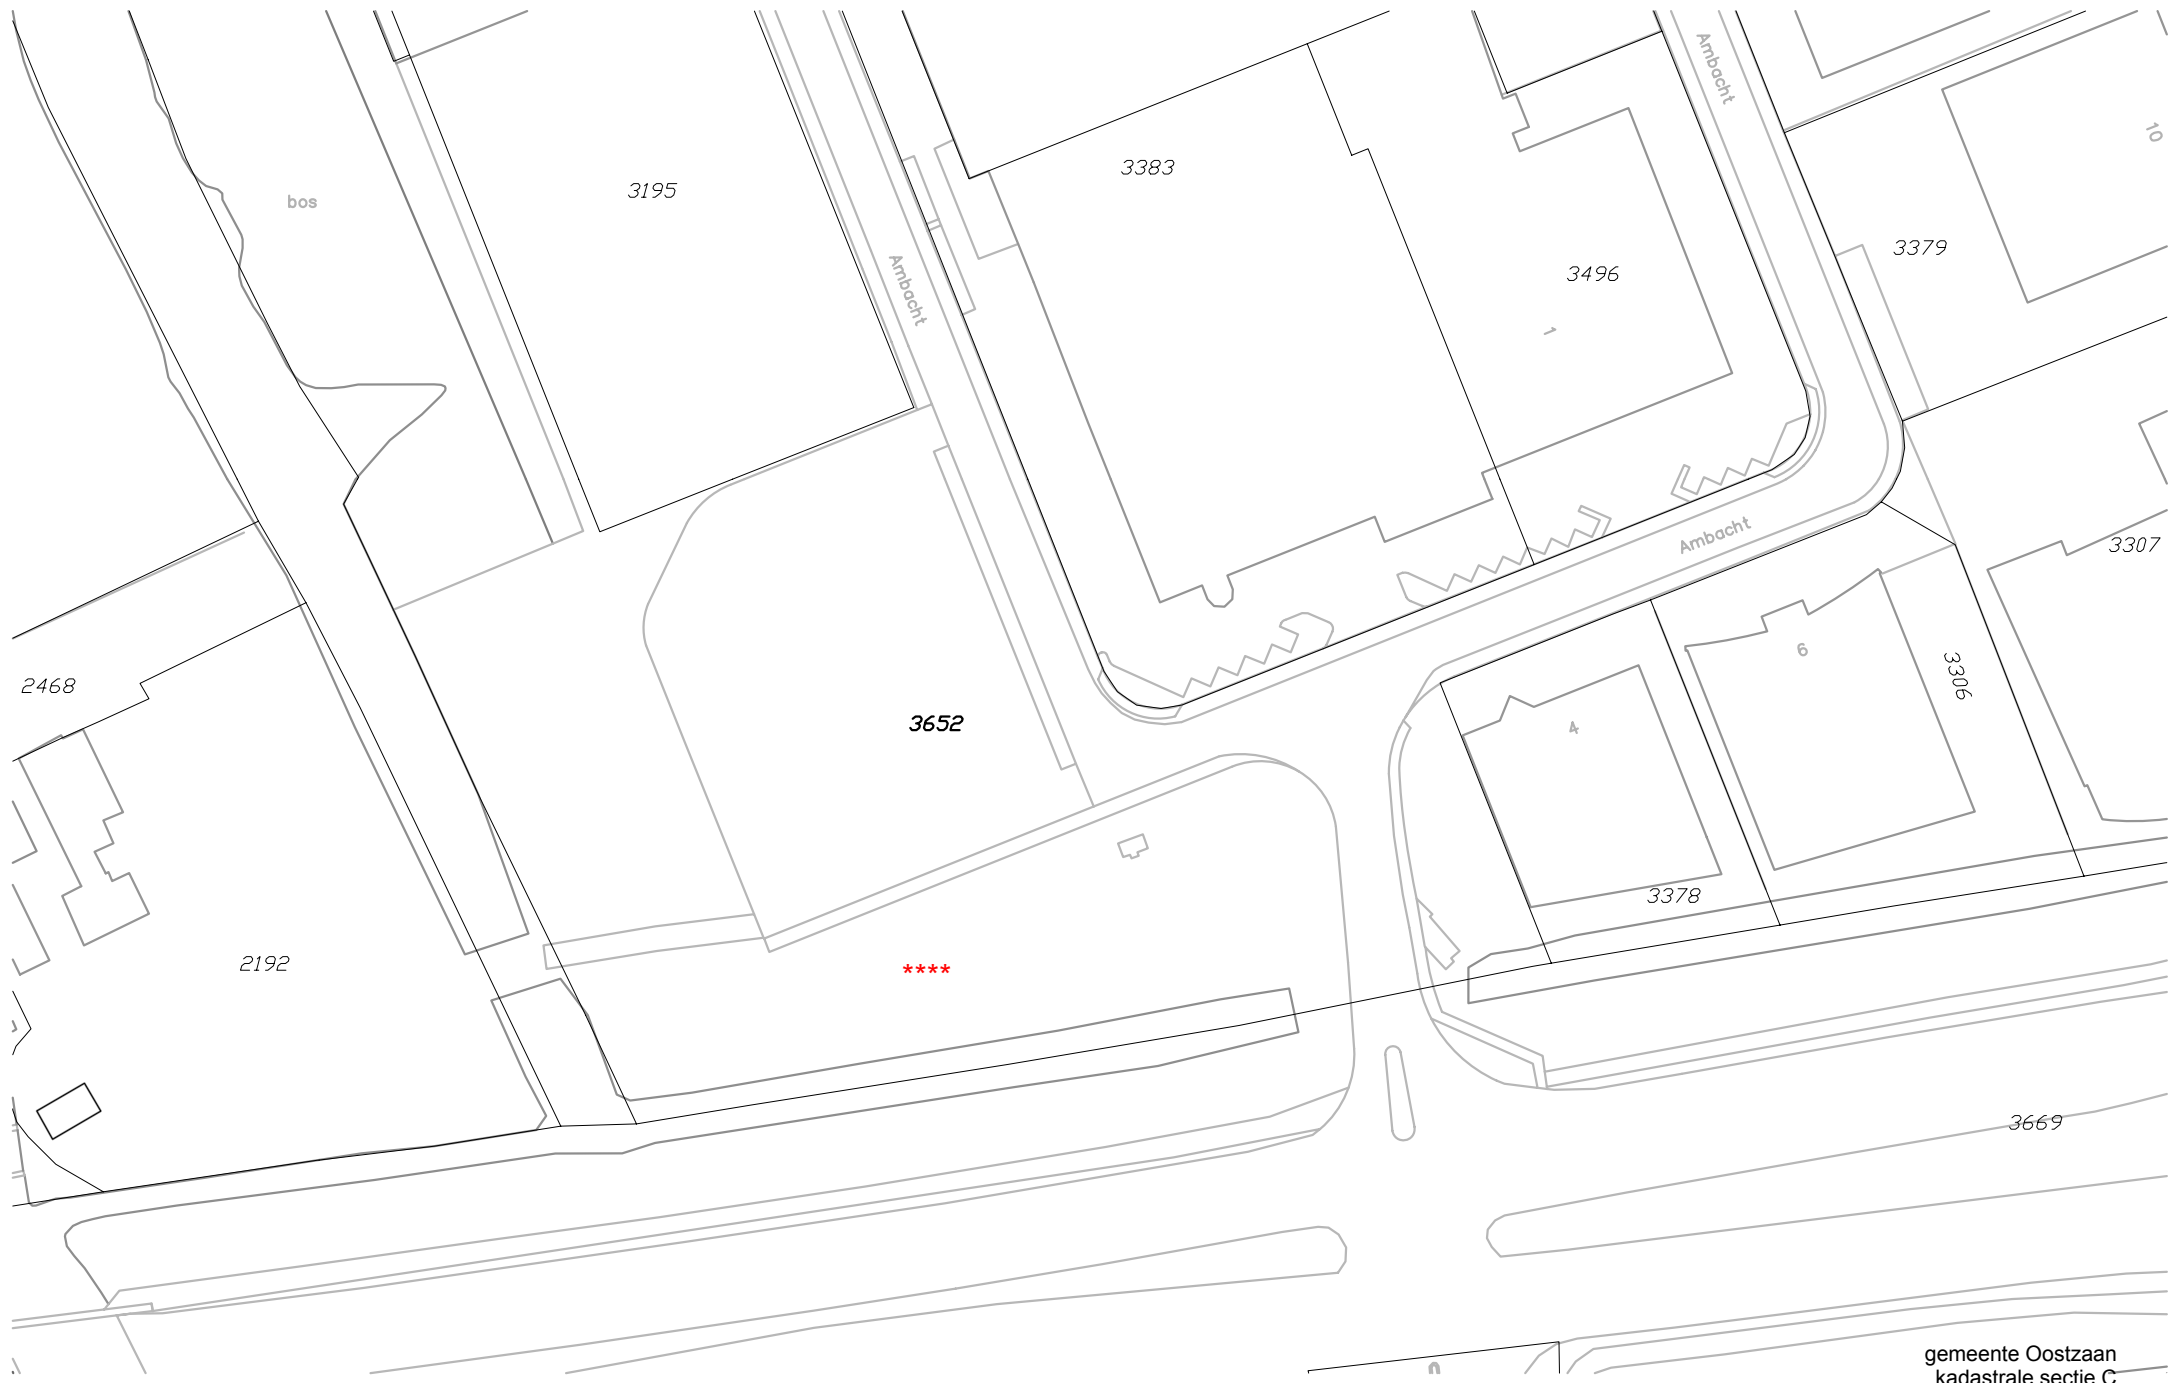 Ambacht
10
3383
3195
bos
3379
3496
Ambacht
1
Ambacht
3307
6
3306
2468
4
3652
3378
2192
****
3669
gemeente Oostzaan
kadastrale sectie C